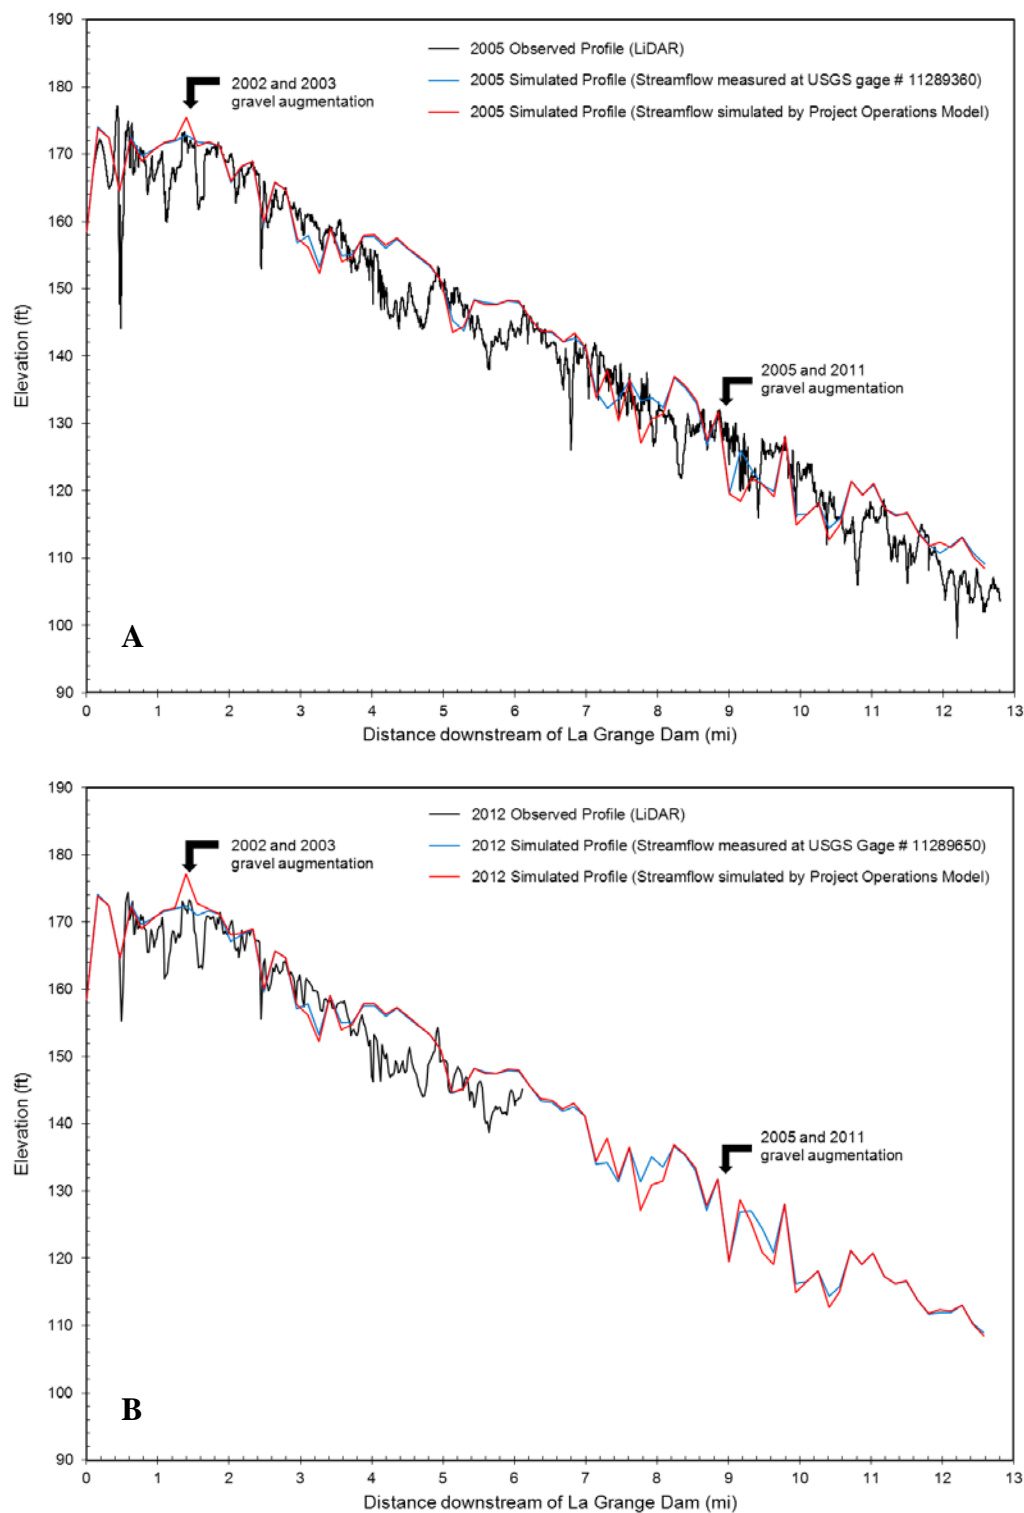 190
180
170
160
150
140
130
120
110
100
90
Elevation (ft)
2005 Observed Profile (LiDAR)
2005 Simulated Profile (Streamflow measured at USGS gage # 11289360)
2005 Simulated Profile (Streamflow simulated by Project Operations Model)
2002 and 2003
gravel augmentation
2005 and 2011
gravel augmentation
A
0 1 2 3 4 5 6 7 8 9 10 11 12 13
Distance downstream of La Grange Dam (mi)
190
180
170
160
150
140
130
120
110
100
90
Elevation (ft)
2012 Observed Profile (LiDAR)
2012 Simulated Profile (Streamflow measured at USGS Gage # 11289650)
2012 Simulated Profile (Streamflow simulated by Project Operations Model)
2002 and 2003
gravel augmentation
2005 and 2011
gravel augmentation
B
0 1 2 3 4 5 6 7 8 9 10 11 12 13
Distance downstream of La Grange Dam (mi)